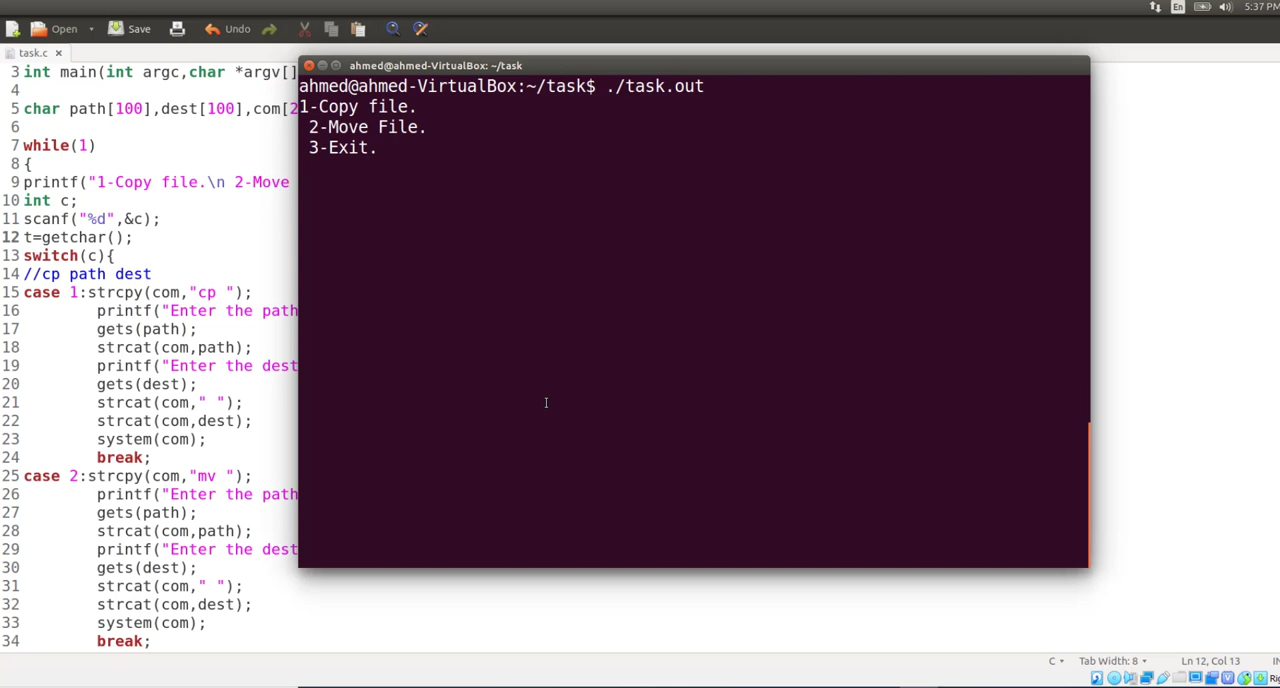 En 5:37 PM
Open Save Undo
task.c
ahmed@ahmed-VirtualBox: ~/task
ahmed@ahmed-VirtualBox:~/task$ ./task.out
1-Copy file.
 2-Move File.
 3-Exit.
3 int main(int argc,char *argv[]
4
5 char path[100],dest[100],com[2
6
7 while(1)
8 {
9 printf("1-Copy file.\n 2-Move
10 int c;
11 scanf("%d",&c);
12 t=getchar();
13 switch(c){
14 //cp path dest
15 case 1:strcpy(com,"cp ");
16 printf("Enter the path
17 gets(path);
18 strcat(com,path);
19 printf("Enter the dest
20 gets(dest);
21 strcat(com," ");
22 strcat(com,dest);
23 system(com);
24 break;
25 case 2:strcpy(com,"mv ");
26 printf("Enter the path
27 gets(path);
28 strcat(com,path);
29 printf("Enter the dest
30 gets(dest);
31 strcat(com," ");
32 strcat(com,dest);
33 system(com);
34 break;
C Tab Width: 8 Ln 12, Col 13